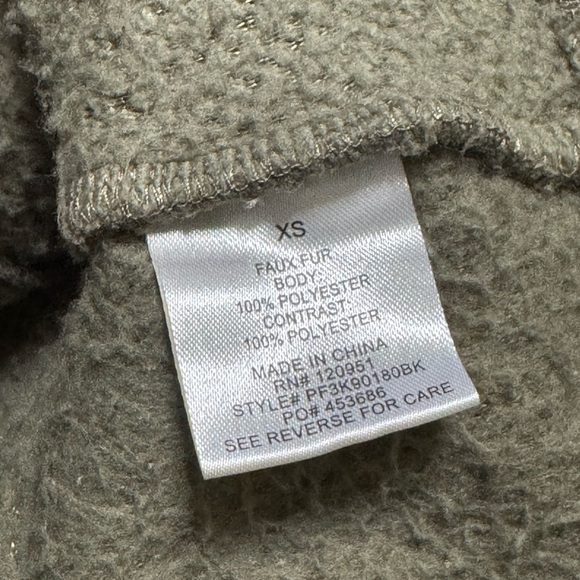 XS
FAUX FUR
BODY:
100% POLYESTER
CONTRAST:
100% POLYESTER
MADE IN CHINA
RN# 120951
STYLE# PF3K90180BK
PO# 453686
SEE REVERSE FOR CARE